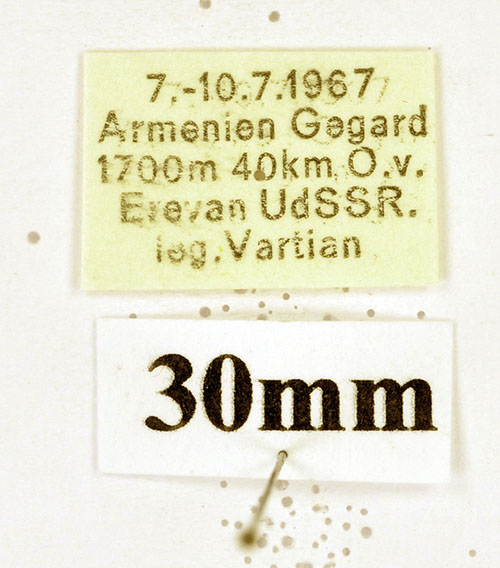 7.-10.7.1967
Armenien Gegard
1700m 40km O.v.
Erevan UdSSR.
leg.Vartian
30mm